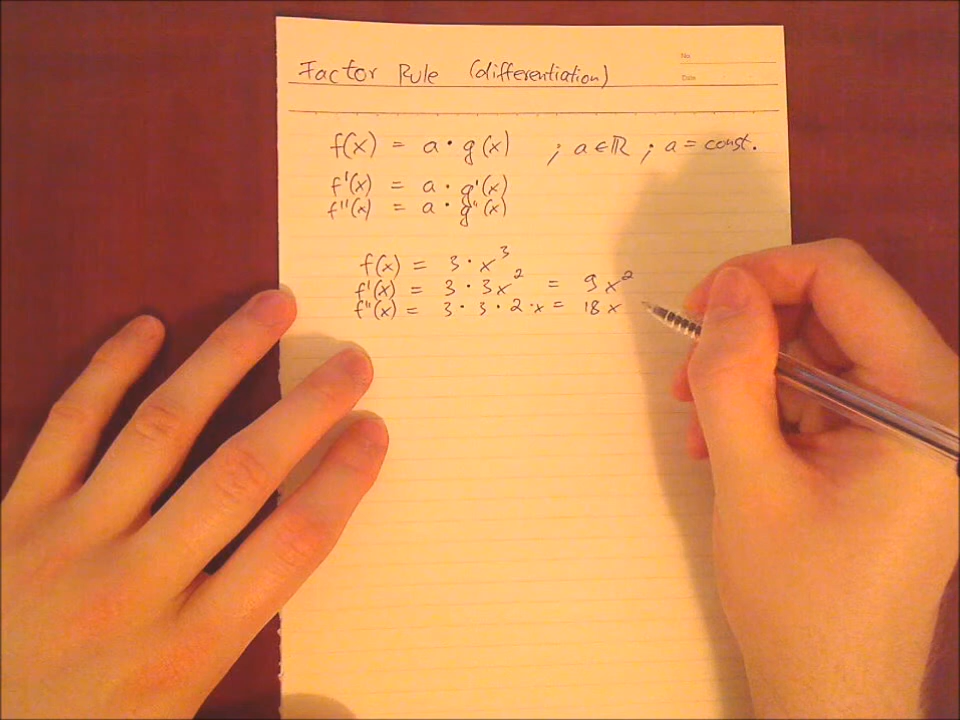 Factor Rule (differentiation)
No.
Date
f(x) = a · g(x) ; a ∈ ℝ ; a = const.
f'(x) = a · g'(x)
f''(x) = a · g''(x)
f(x) = 3 · x³
f'(x) = 3 · 3x² = 9x²
f''(x) = 3 · 3 · 2 · x = 18x